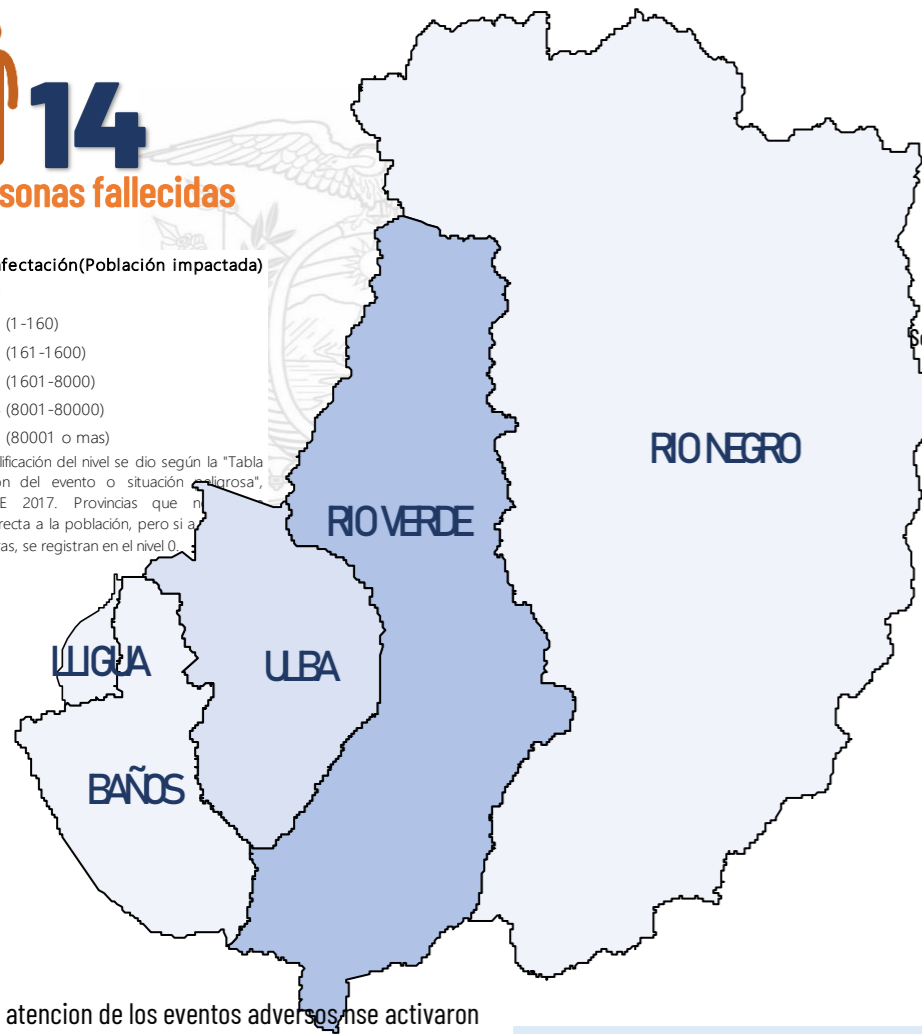 14
sonas fallecidas
fectación(Población impactada)
(1-160)
(161-1600)
(1601-8000)
(8001-80000)
(80001 o mas)
lificación del nivel se dio según la "Tabla
ón del evento o situación peligrosa",
E 2017. Provincias que n
recta a la población, pero si a
as, se registran en el nivel 0.
RIO NEGRO
RIO VERDE
LLIGUA
ULBA
BAÑOS
atencion de los eventos adversos nse activaron